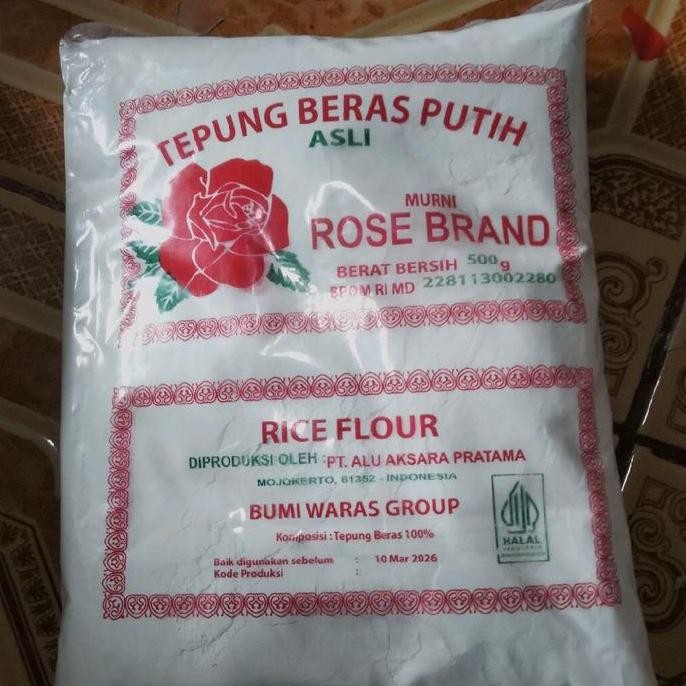 TEPUNG BERAS PUTIH
ASLI
MURNI
ROSE BRAND
BERAT BERSIH 500 g
BPOM RI MD 228113002280
RICE FLOUR
DIPRODUKSI OLEH : PT. ALU AKSARA PRATAMA
MOJOKERTO, 61352 - INDONESIA
BUMI WARAS GROUP
Komposisi : Tepung Beras 100%
HALAL
INDONESIA
Baik digunakan sebelum : 10 Mar 2026
Kode Produksi :